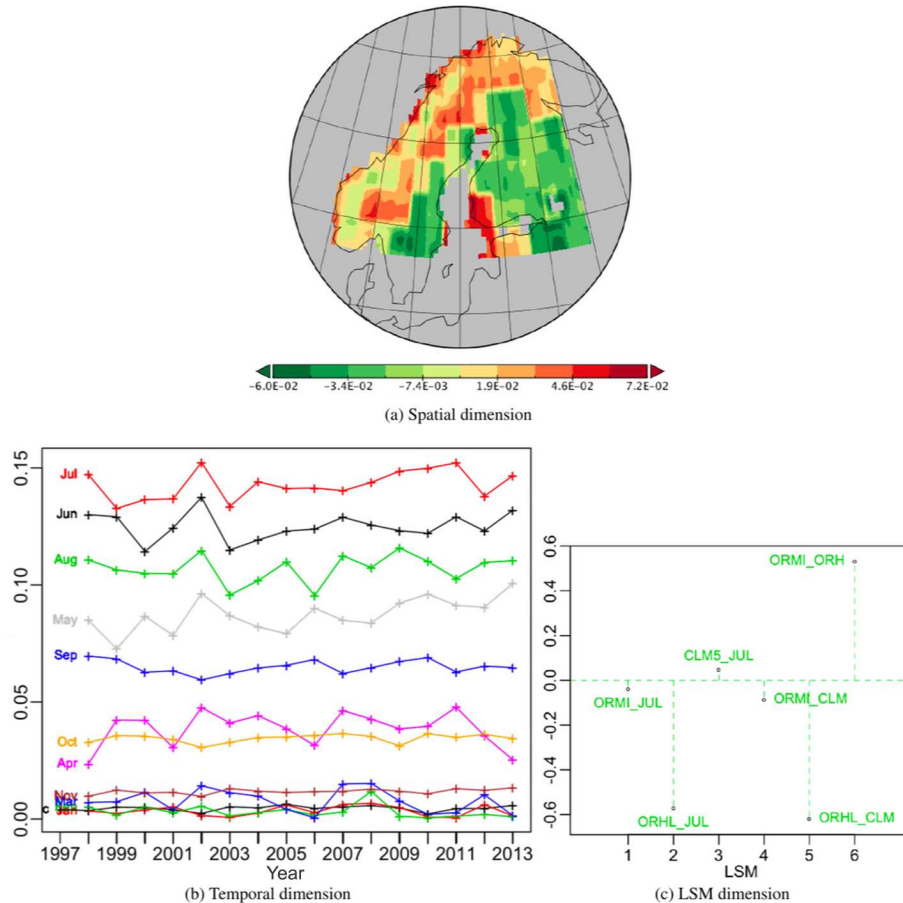 -6.0E-02 -3.4E-02 -7.4E-03 1.9E-02 4.6E-02 7.2E-02
(a) Spatial dimension
0.15
Jul
Jun
Aug
0.10
May
Sep
0.05
Oct
Apr
Nov
Mar
Jan
c
0.00
1997 1999 2001 2003 2005 2007 2009 2011 2013
Year
(b) Temporal dimension
0.6
ORMI_ORH
0.4
0.2
CLM5_JUL
0.0
ORMI_JUL
ORMI_CLM
-0.2
-0.4
-0.6
ORHL_JUL
ORHL_CLM
1 2 3 4 5 6
LSM
(c) LSM dimension